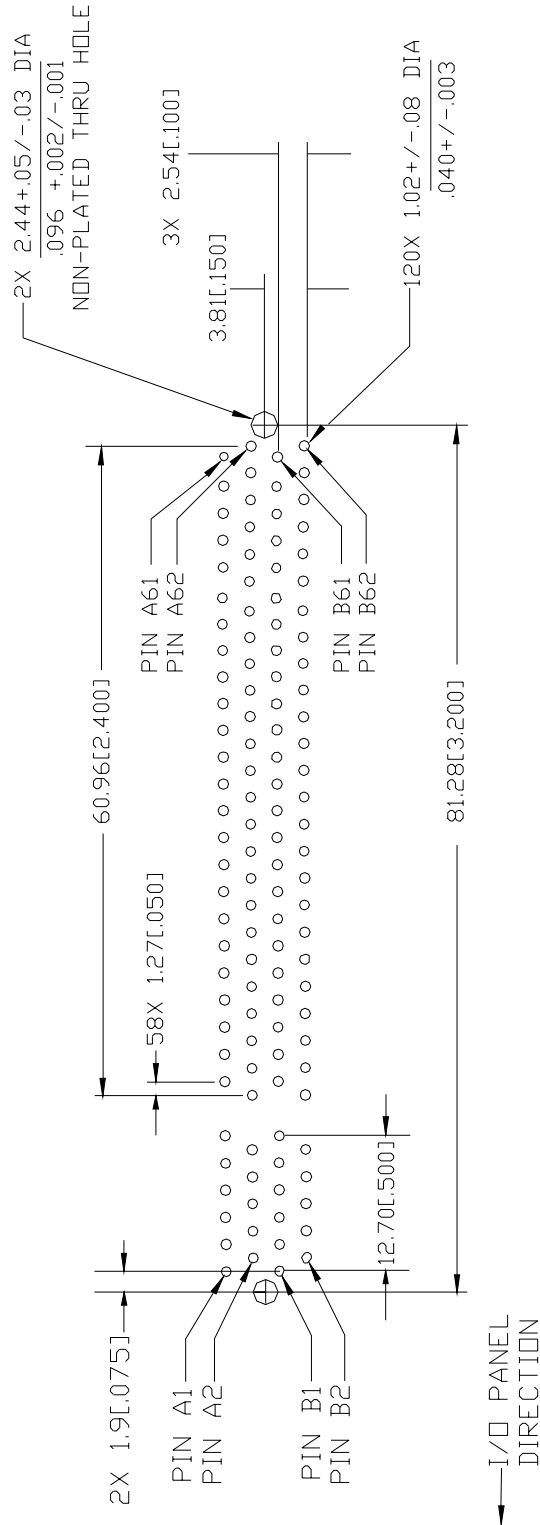 2X 2.44+.05/-.03 DIA
.096 +.002/-.001
NON-PLATED THRU HOLE
3X 2.54[.100]
3.81[.150]
120X 1.02+/-.08 DIA
.040+/-.003
60.96[2.400]
PIN A61
PIN A62
PIN B61
PIN B62
58X 1.27[.050]
81.28[3.200]
12.70[.500]
2X 1.9[.075]
PIN A1
PIN A2
PIN B1
PIN B2
I/O PANEL
DIRECTION